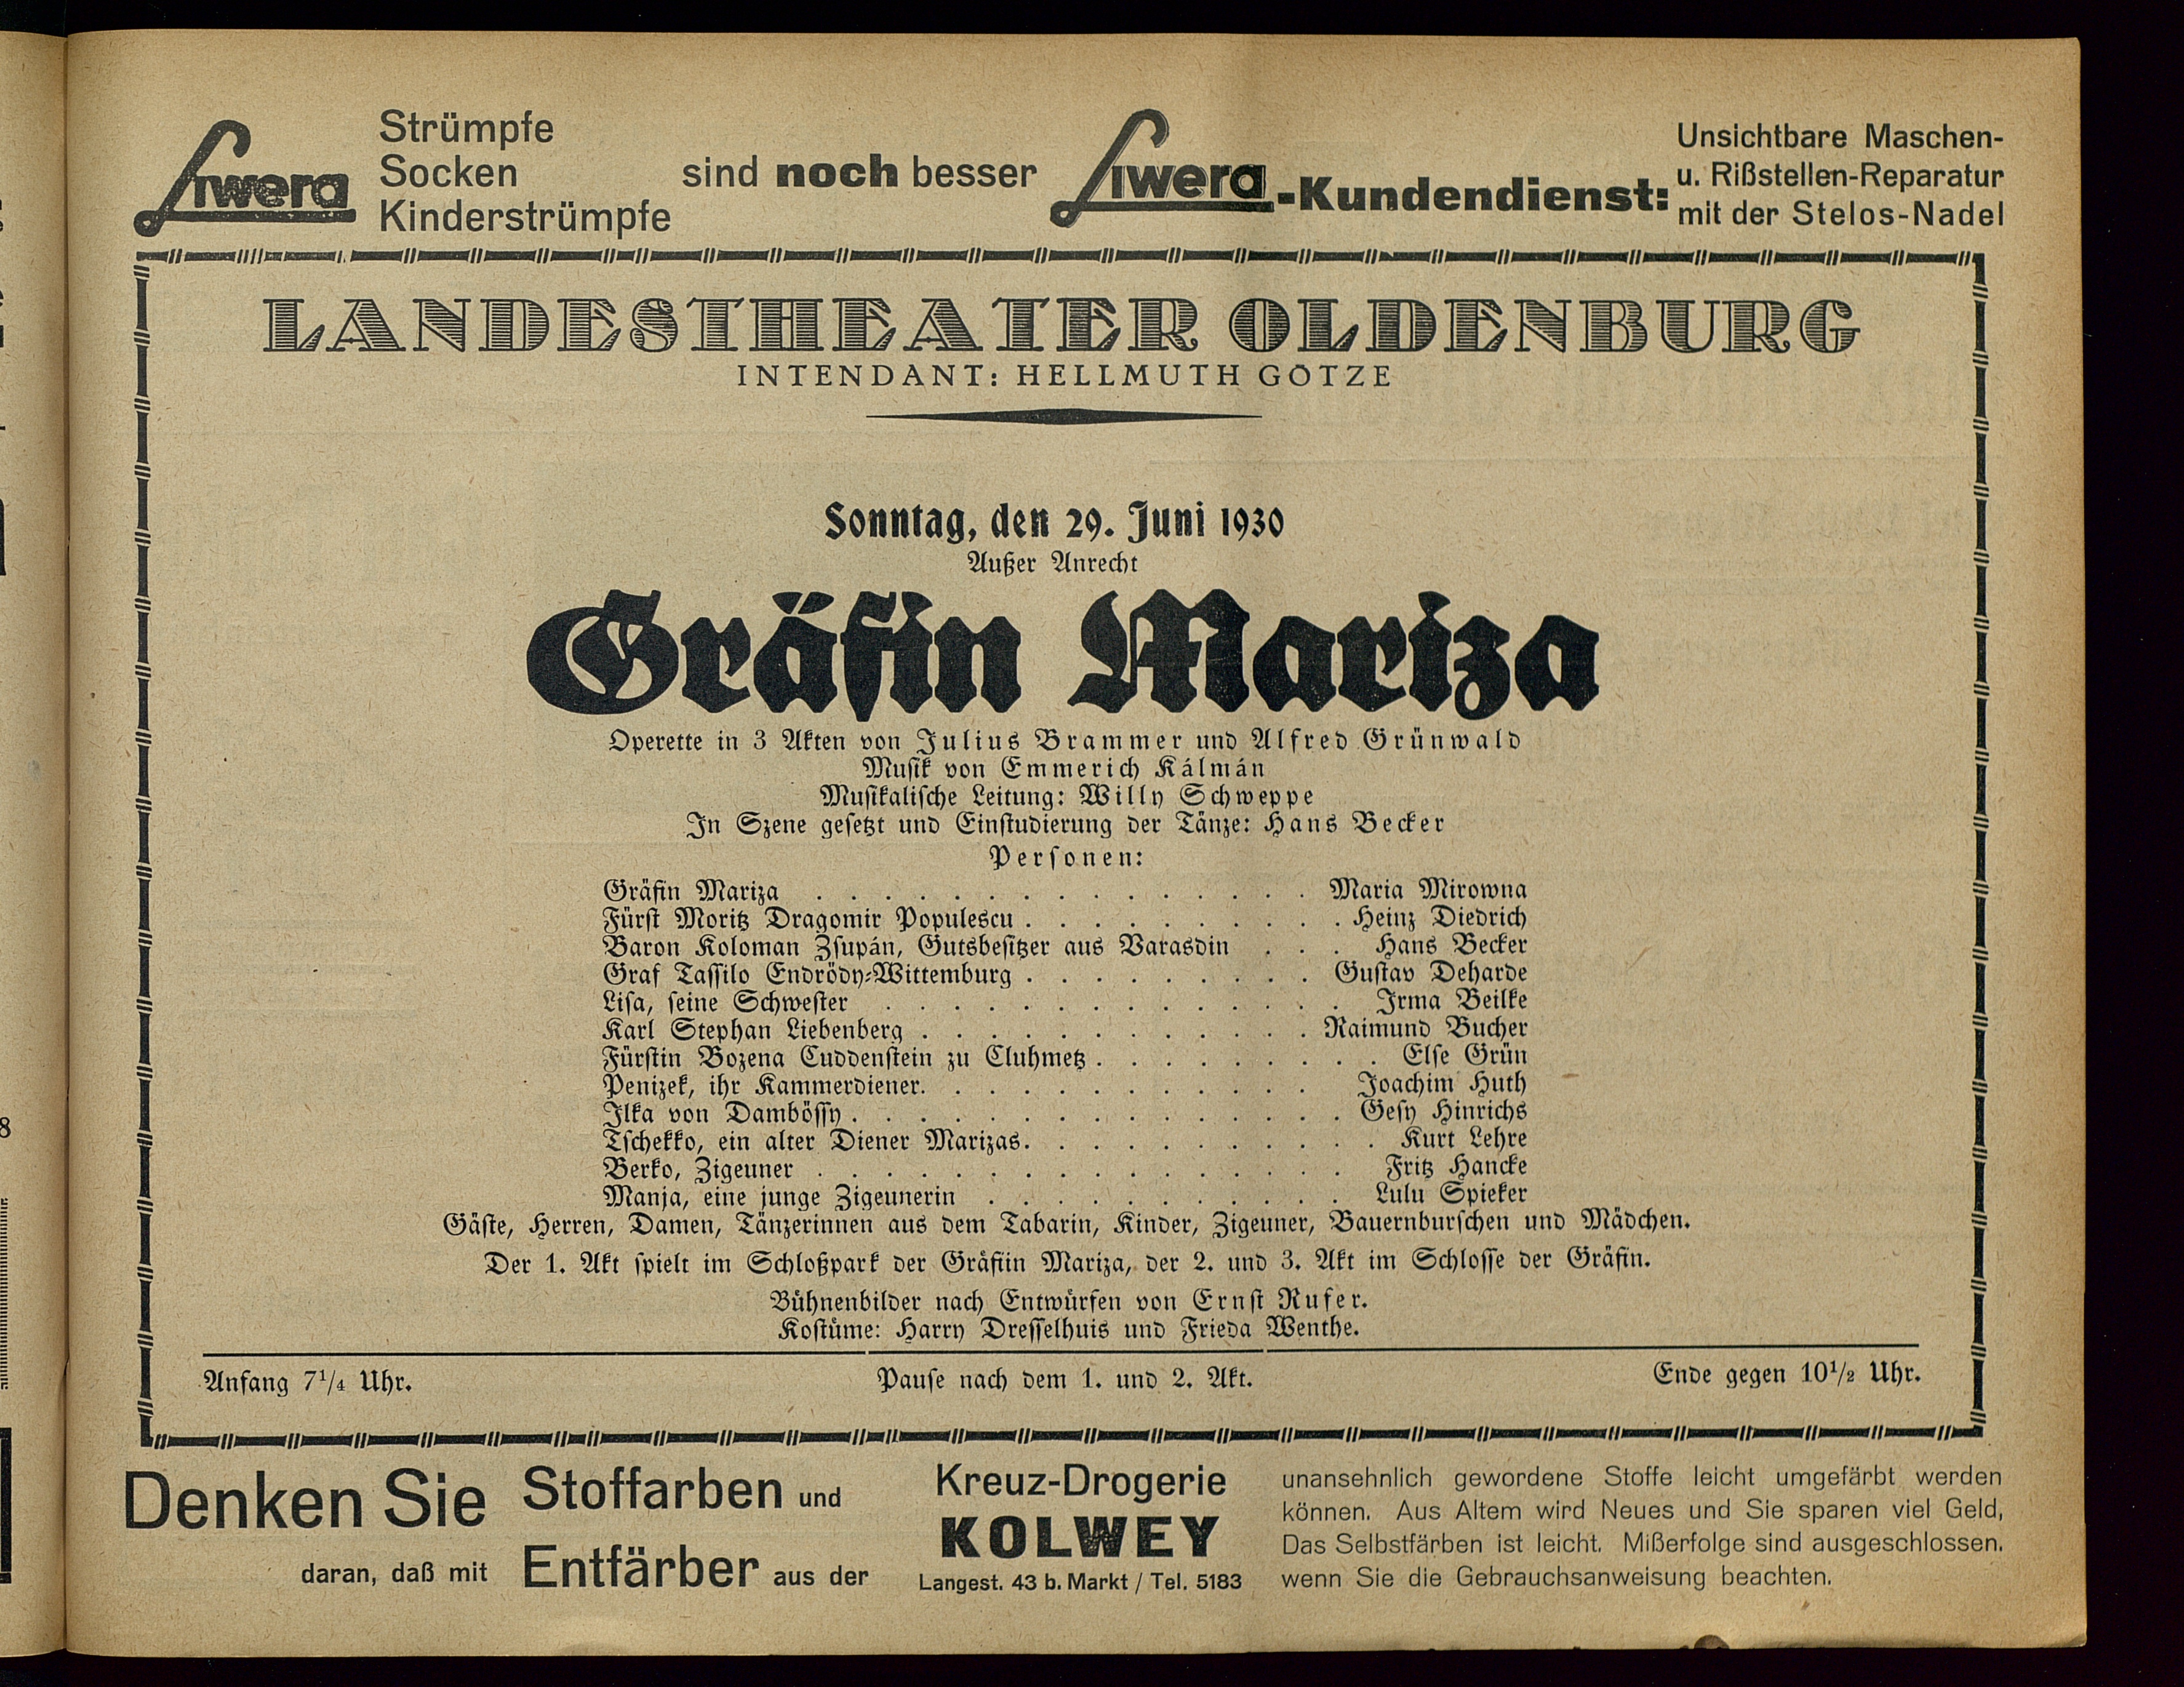 Liwera
Strümpfe
Socken
Kinderstrümpfe
sind noch besser
Liwera-Kundendienst:
Unsichtbare Maschen-
u. Rißstellen-Reparatur
mit der Stelos-Nadel
LANDESTHEATER OLDENBURG
INTENDANT: HELLMUTH GÖTZE
Sonntag, den 29. Juni 1930
Außer Anrecht
Gräfin Mariza
Operette in 3 Akten von Julius Brammer und Alfred Grünwald
Musik von Emmerich Kálmán
Musikalische Leitung: Willy Schweppe
In Szene gesetzt und Einstudierung der Tänze: Hans Becker
Personen:
Gräfin Mariza . . . . . . . . . . . . . . . Maria Mirowna
Fürst Moritz Dragomir Populescu . . . . . . . . . . Heinz Diedrich
Baron Koloman Zsupán, Gutsbesitzer aus Varasdin . . . Hans Becker
Graf Tassilo Endrödy-Wittemburg . . . . . . . . . Gustav Deharde
Lisa, seine Schwester . . . . . . . . . . . . . . Irma Beilke
Karl Stephan Liebenberg . . . . . . . . . . . . Raimund Bucher
Fürstin Bozena Cuddenstein zu Cluhmetz . . . . . . . . . Else Grün
Penizek, ihr Kammerdiener. . . . . . . . . . . . Joachim Huth
Ilka von Dambössy . . . . . . . . . . . . . . . Gesy Hinrichs
Tschekko, ein alter Diener Marizas. . . . . . . . . . . Kurt Lehre
Berko, Zigeuner . . . . . . . . . . . . . . . . Fritz Hancke
Manja, eine junge Zigeunerin . . . . . . . . . . . Lulu Spieker
Gäste, Herren, Damen, Tänzerinnen aus dem Tabarin, Kinder, Zigeuner, Bauernburschen und Mädchen.
Der 1. Akt spielt im Schloßpark der Gräfiin Mariza, der 2. und 3. Akt im Schlosse der Gräfin.
Bühnenbilder nach Entwürfen von Ernst Rufer.
Kostüme: Harry Dresselhuis und Frieda Wenthe.
Anfang 7¹/₄ Uhr.
Pause nach dem 1. und 2. Akt.
Ende gegen 10¹/₂ Uhr.
Denken Sie
daran, daß mit
Stoffarben und
Entfärber aus der
Kreuz-Drogerie
KOLWEY
Langest. 43 b. Markt / Tel. 5183
unansehnlich gewordene Stoffe leicht umgefärbt werden
können. Aus Altem wird Neues und Sie sparen viel Geld,
Das Selbstfärben ist leicht. Mißerfolge sind ausgeschlossen.
wenn Sie die Gebrauchsanweisung beachten.
8